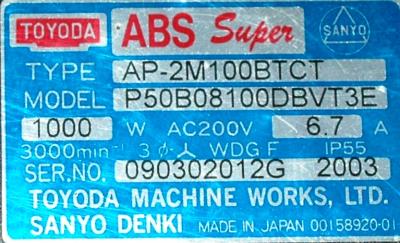 TOYODA ABS Super SANYO
TYPE AP-2M100BTCT
MODEL P50B08100DBVT3E
1000 W AC200V 6.7 A
3000min⁻¹ 3ϕ⅄ WDG F IP55
SER.NO. 090302012G 2003
TOYODA MACHINE WORKS, LTD.
SANYO DENKI MADE IN JAPAN 00158920-01